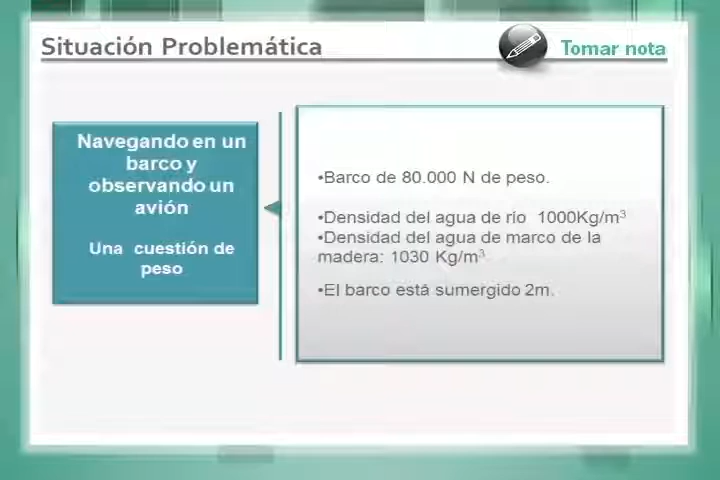 Situación Problemática
Tomar nota
Navegando en un
barco y
observando un
avión
Una cuestión de
peso
•Barco de 80.000 N de peso.
•Densidad del agua de río 1000Kg/m³
•Densidad del agua de marco de la
madera: 1030 Kg/m³
•El barco está sumergido 2m.